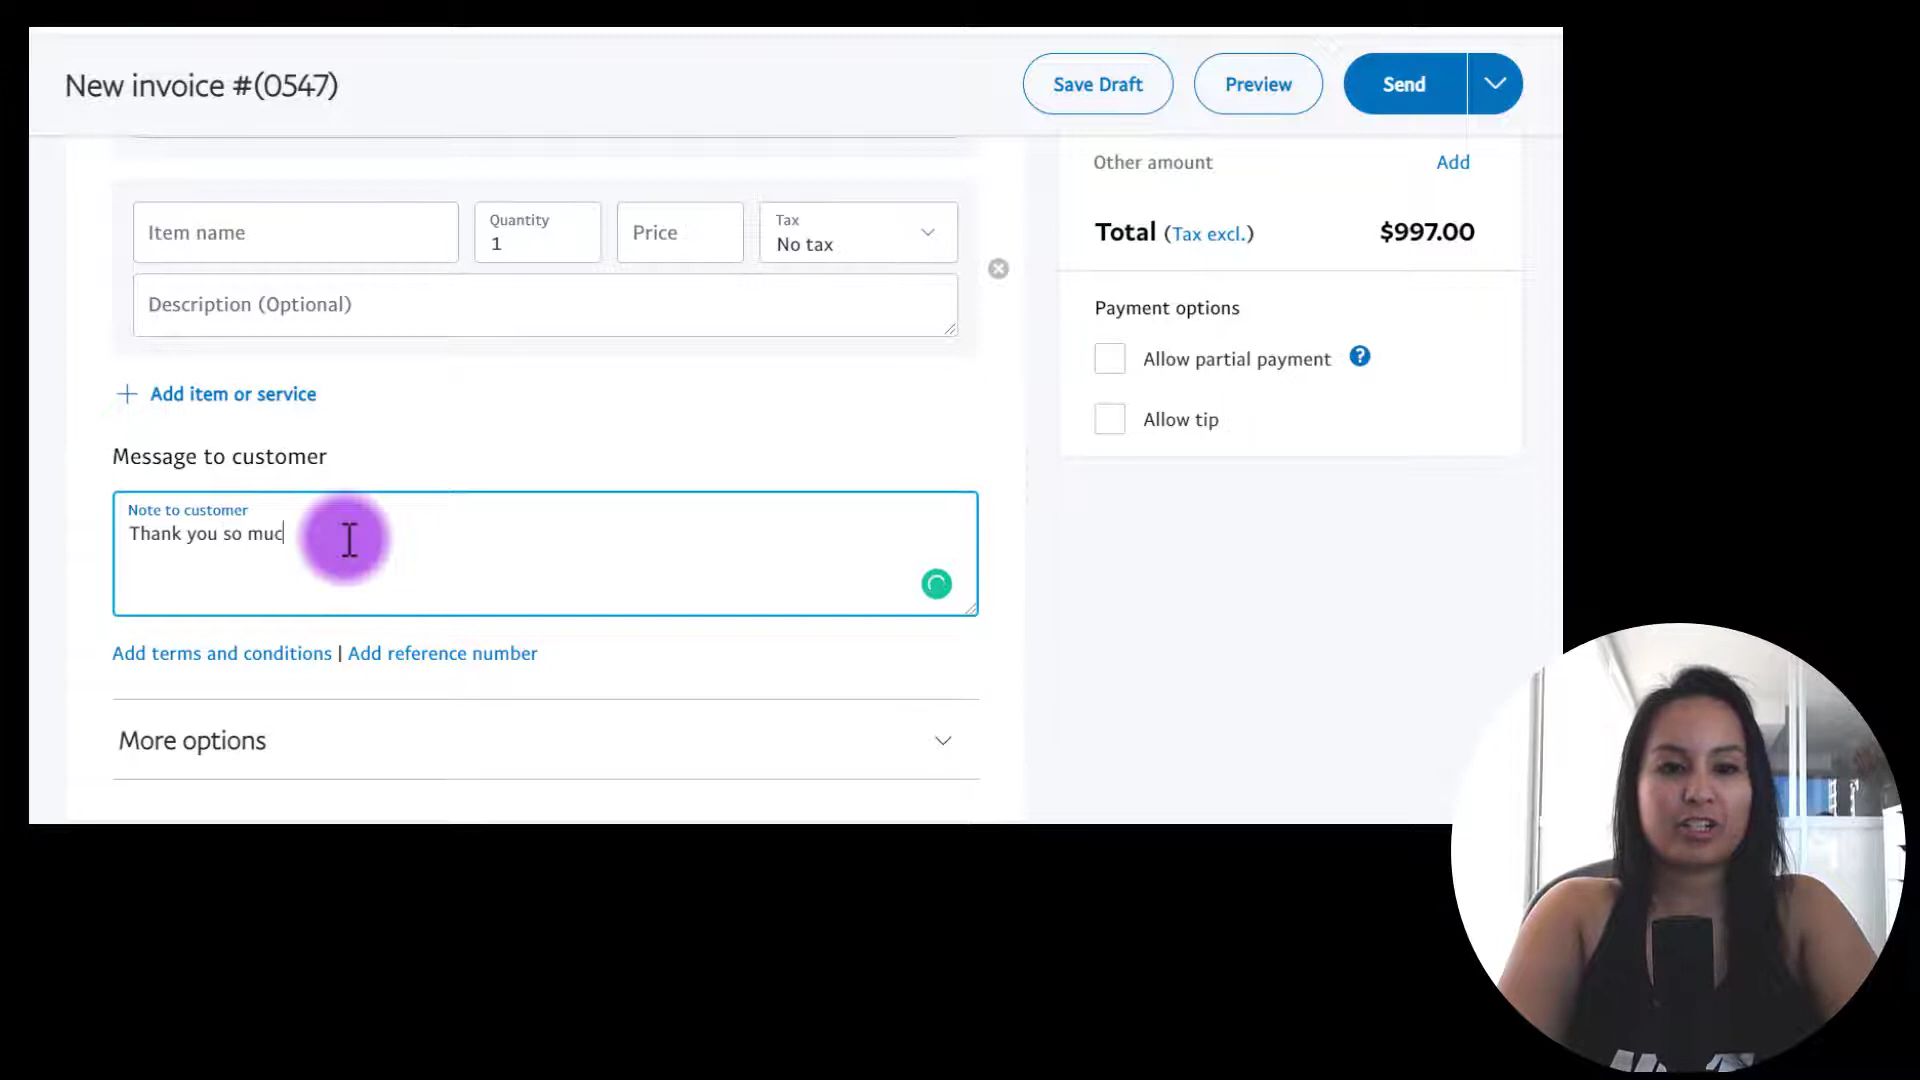 New invoice #(0547)
Save Draft
Preview
Send
Item name
Quantity
1
Price
Tax
No tax
Description (Optional)
Add item or service
Message to customer
Note to customer
Thank you so muc
Add terms and conditions | Add reference number
More options
Other amount
Add
Total (Tax excl.)
$997.00
Payment options
Allow partial payment ?
Allow tip